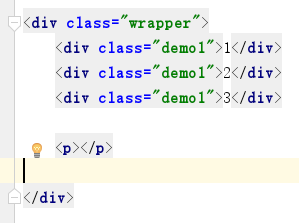 <div class="wrapper">
<div class="demo1">1</div>
<div class="demo1">2</div>
<div class="demo1">3</div>
<p></p>
</div>